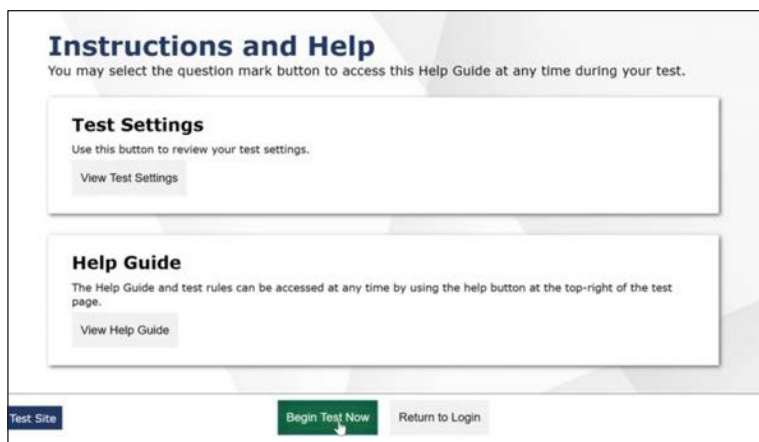 Instructions and Help
You may select the question mark button to access this Help Guide at any time during your test.
Test Settings
Use this button to review your test settings.
View Test Settings
Help Guide
The Help Guide and test rules can be accessed at any time by using the help button at the top-right of the test
page.
View Help Guide
Test Site
Begin Test Now
Return to Login